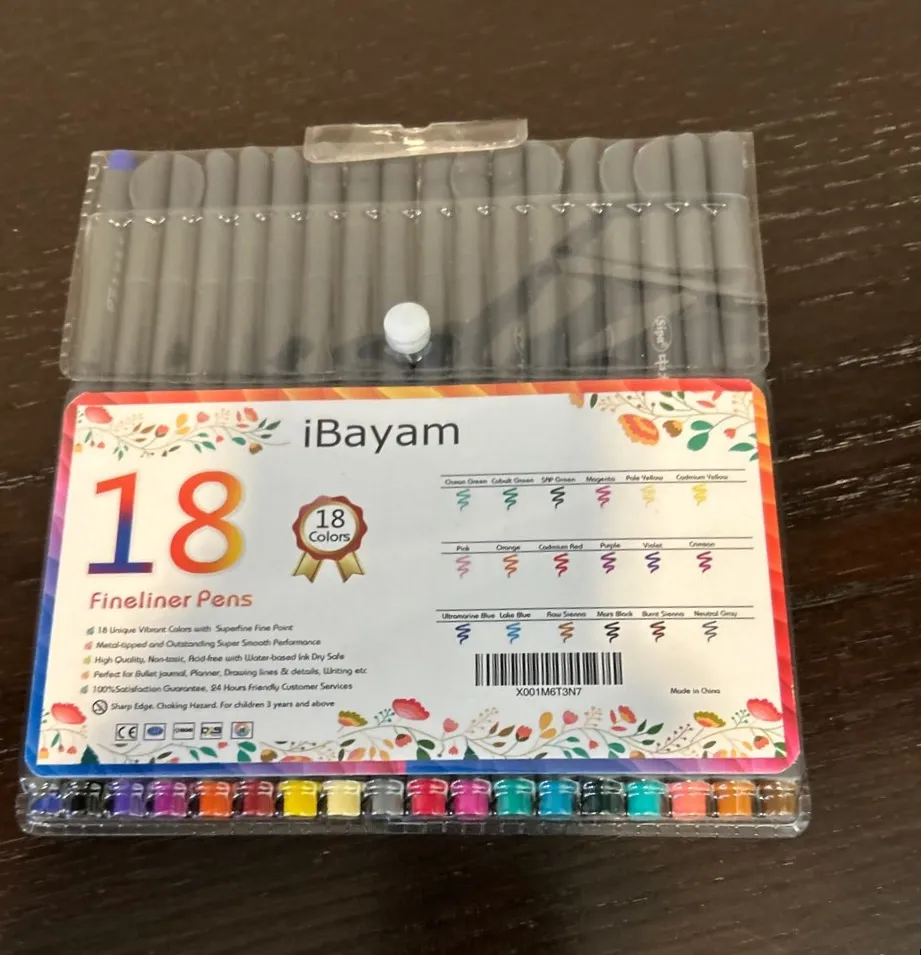 iBayam
18
18
Colors
Fineliner Pens
18 Unique Vibrant Colors with Superfine Fine Point
Metal-tipped and Outstanding Super Smooth Performance
High Quality, Non-toxic, Acid-free with Water-based Ink Dry Safe
Perfect for Bullet Journal, Planner, Drawing lines & details, Writing etc
100%Satisfaction Guarantee, 24 Hours Friendly Customer Services
Sharp Edge. Choking Hazard. For children 3 years and above
CE
Ocean Green Cobalt Green SAP Green Magenta Pale Yellow Cadmium Yellow
Pink Orange Cadmium Red Purple Violet Crimson
Ultramarine Blue Lake Blue Raw Sienna Mars Black Burnt Sienna Neutral Gray
X001M6T3N7
Made in China